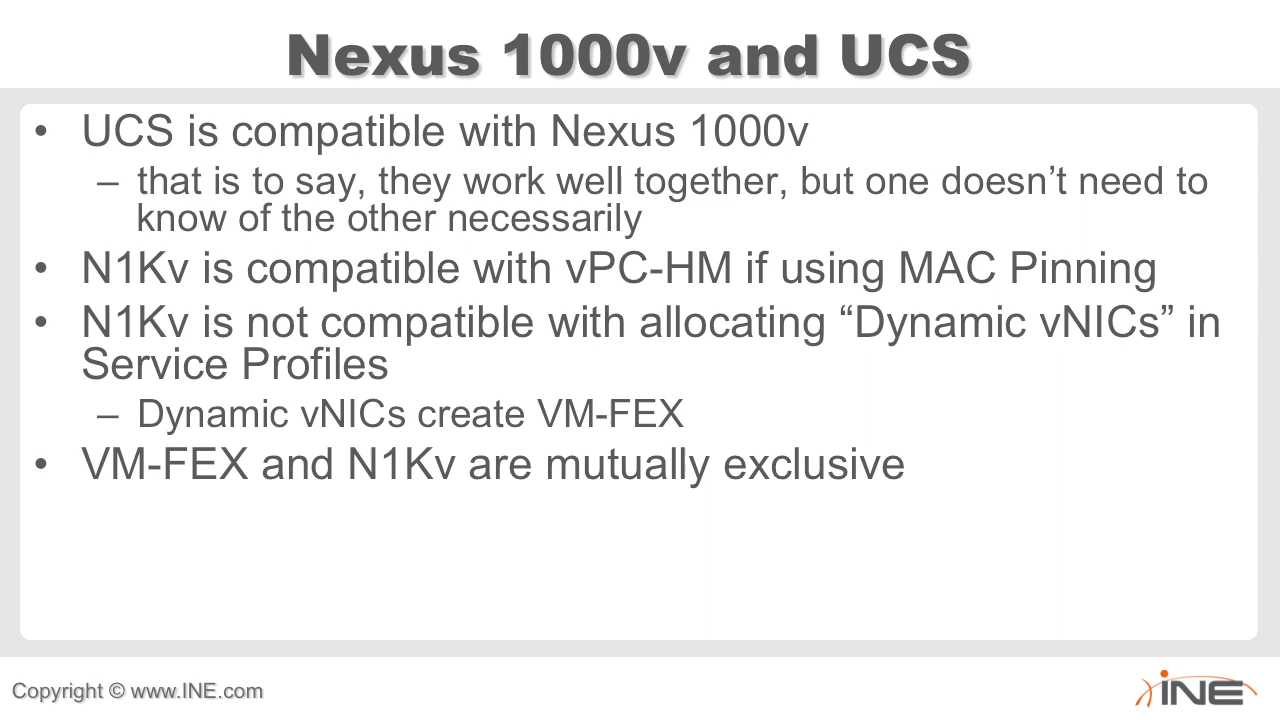 Nexus 1000v and UCS
• UCS is compatible with Nexus 1000v
– that is to say, they work well together, but one doesn’t need to
know of the other necessarily
• N1Kv is compatible with vPC-HM if using MAC Pinning
• N1Kv is not compatible with allocating “Dynamic vNICs” in
Service Profiles
– Dynamic vNICs create VM-FEX
• VM-FEX and N1Kv are mutually exclusive
Copyright © www.INE.com
INE